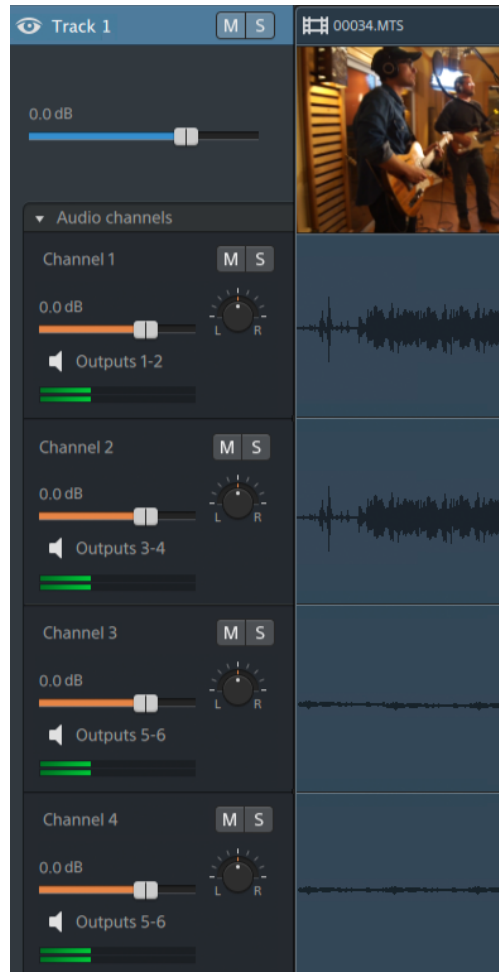 Track 1 M S
00034.MTS
0.0 dB
Audio channels
Channel 1 M S
0.0 dB
L R
Outputs 1-2
Channel 2 M S
0.0 dB
L R
Outputs 3-4
Channel 3 M S
0.0 dB
L R
Outputs 5-6
Channel 4 M S
0.0 dB
L R
Outputs 5-6